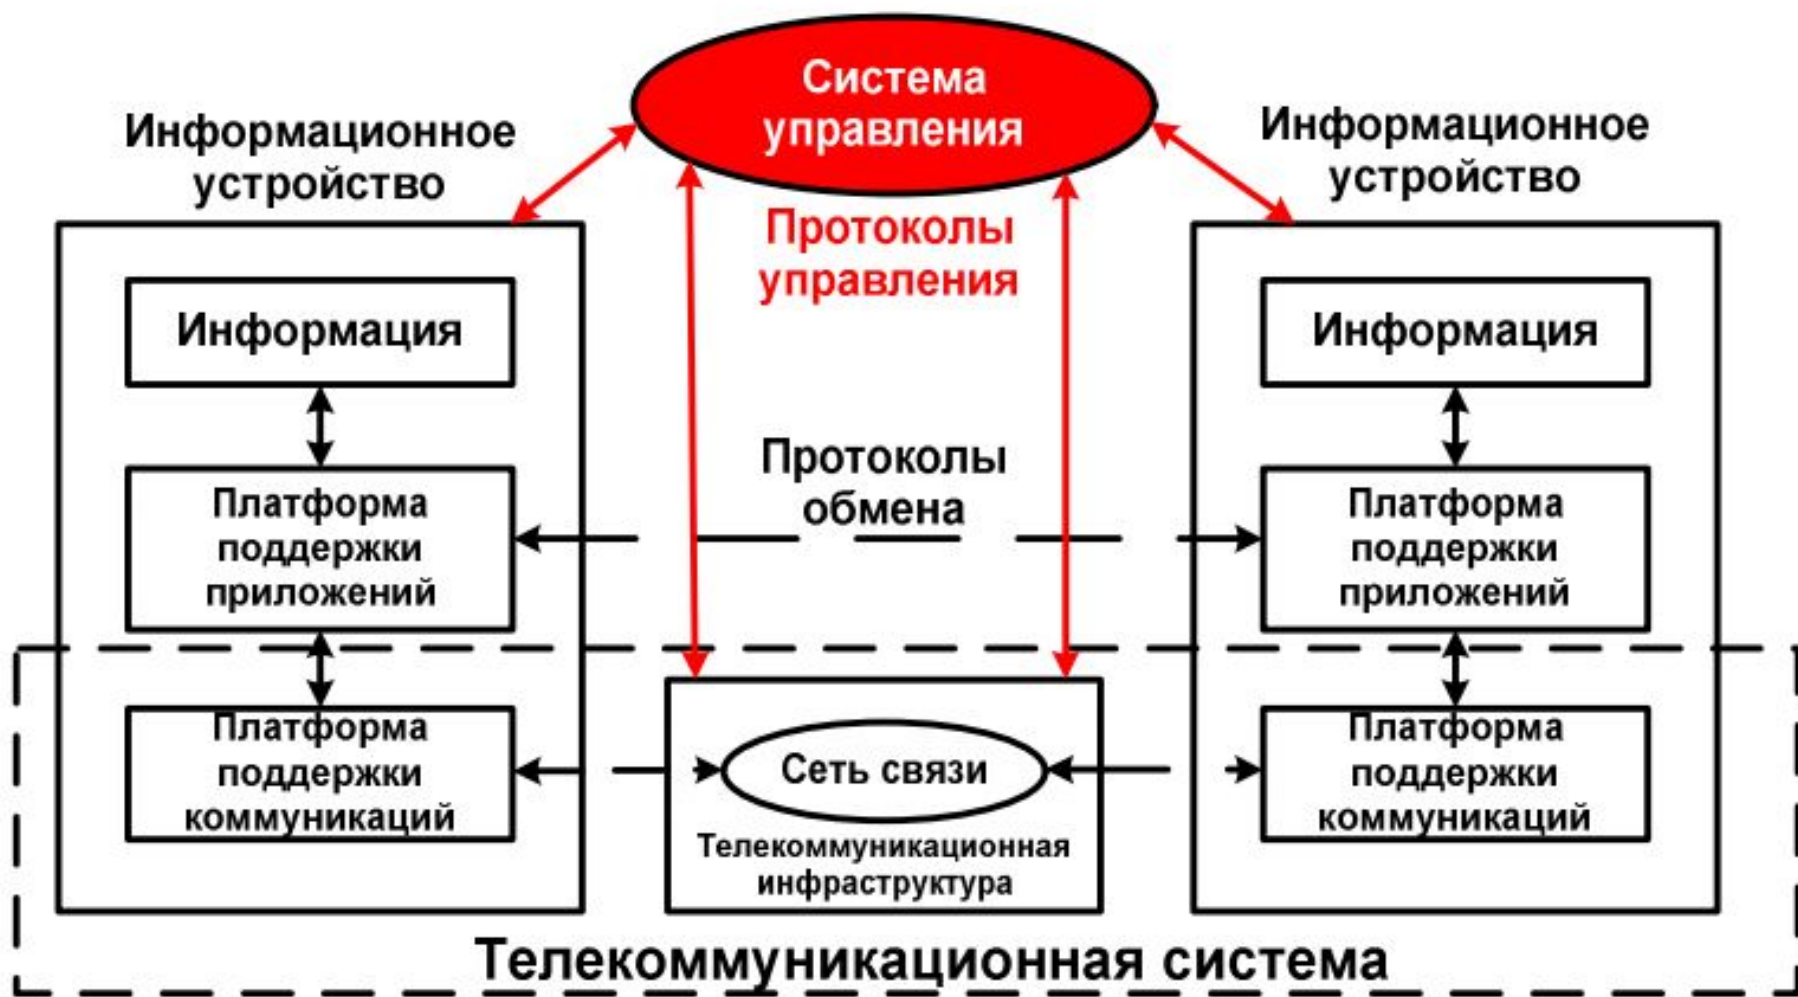 Система
управления
Информационное
устройство
Информационное
устройство
Протоколы
управления
Информация
Информация
Протоколы
обмена
Платформа
поддержки
приложений
Платформа
поддержки
приложений
Платформа
поддержки
коммуникаций
Сеть связи
Телекоммуникационная
инфраструктура
Платформа
поддержки
коммуникаций
Телекоммуникационная система